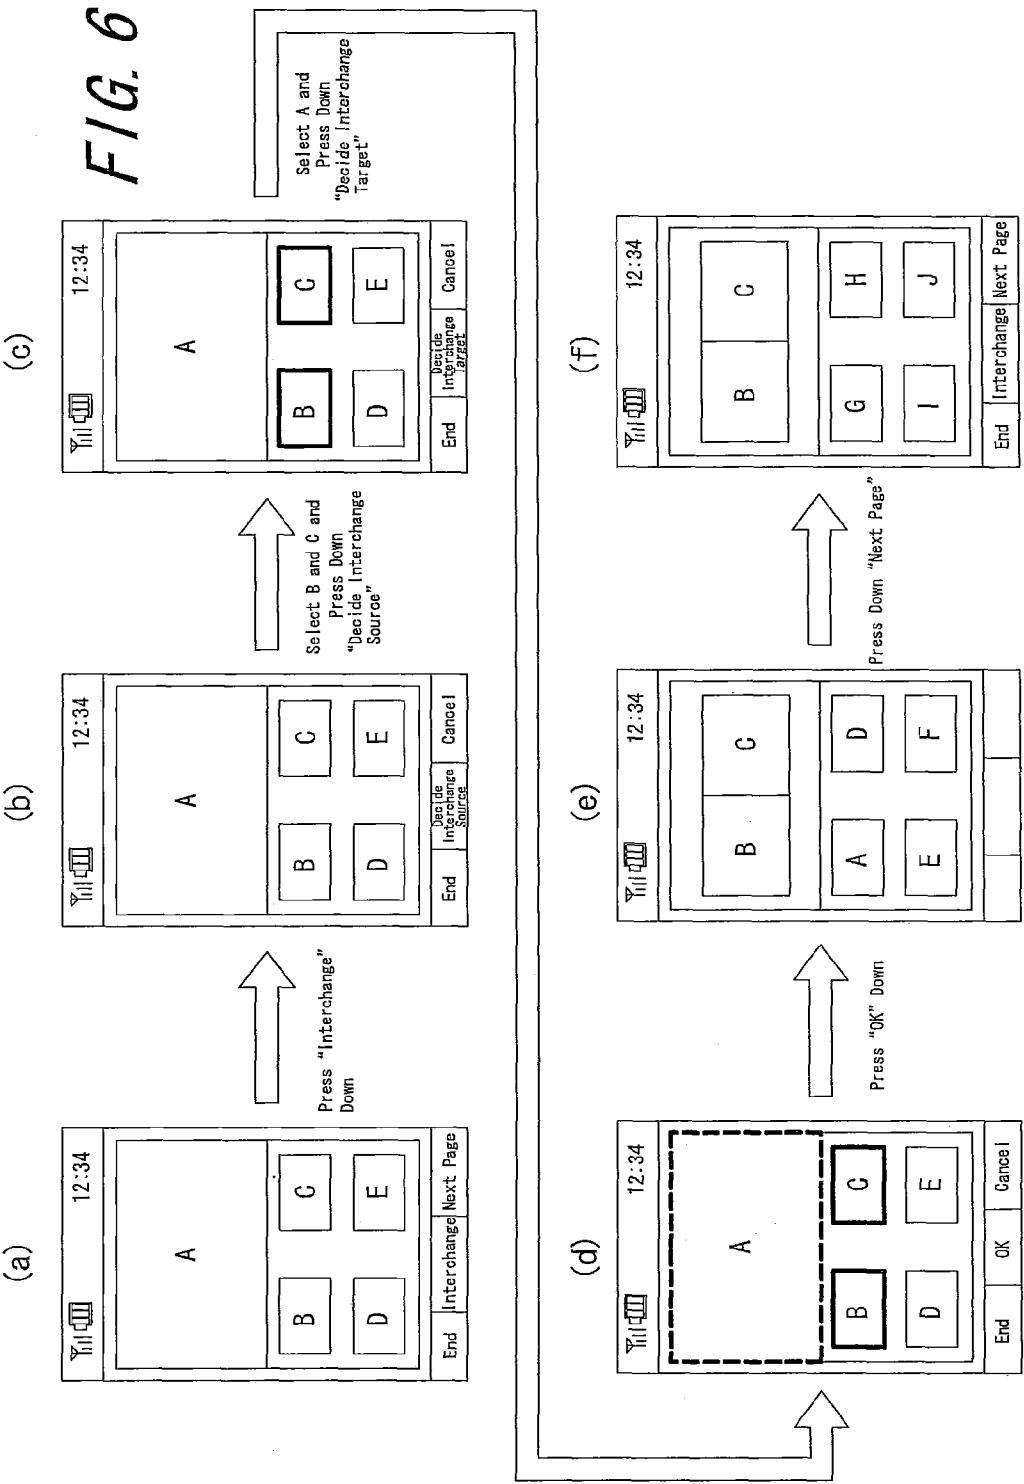 FIG. 6
(a)
12:34
A
B
C
D
E
End
Interchange
Next Page
Press "Interchange"
Down
(b)
12:34
A
B
C
D
E
End
Decide
Interchange
Source
Cancel
Select B and C and
Press Down
"Decide Interchange
Source"
(c)
12:34
A
B
C
D
E
End
Decide
Interchange
Target
Cancel
Select A and
Press Down
"Decide Interchange
Target"
(d)
12:34
A
B
C
D
E
End
OK
Cancel
Press "OK" Down
(e)
12:34
B
C
A
D
E
F
Press Down "Next Page"
(f)
12:34
B
C
G
H
I
J
End
Interchange
Next Page